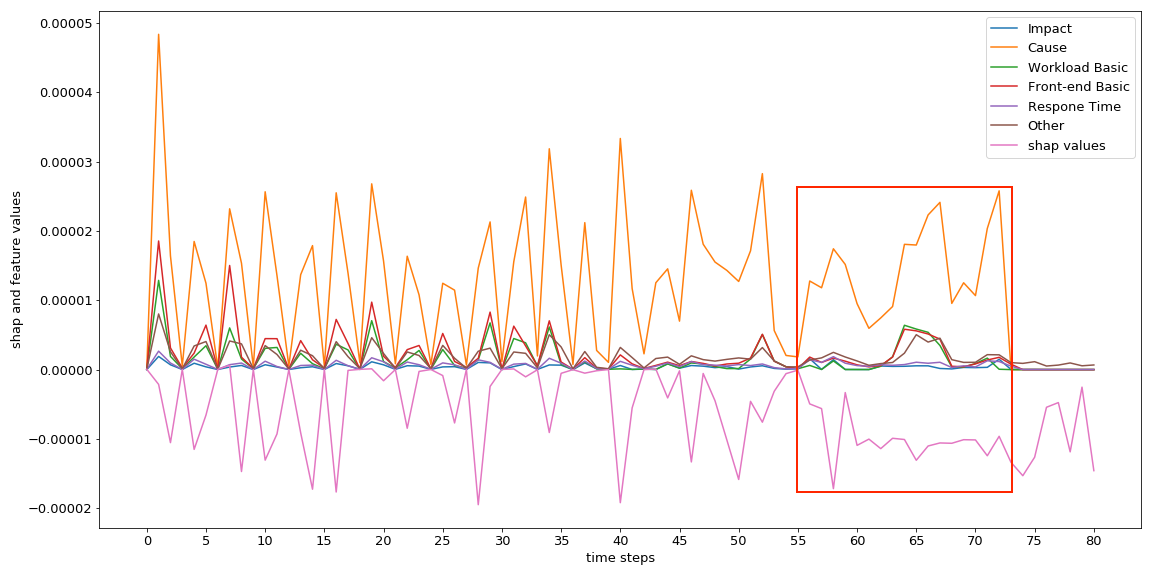 Impact
Cause
Workload Basic
Front-end Basic
Respone Time
Other
shap values
shap and feature values
0.00005
0.00004
0.00003
0.00002
0.00001
0.00000
−0.00001
−0.00002
0 5 10 15 20 25 30 35 40 45 50 55 60 65 70 75 80
time steps